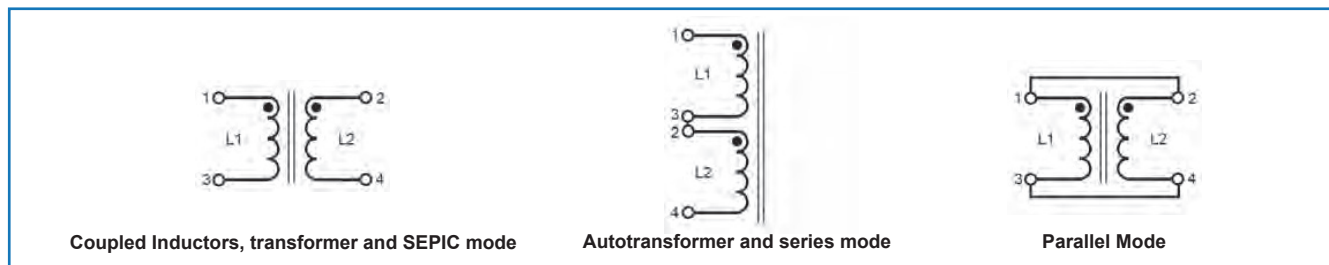 1 2
L1 L2
3 4
Coupled Inductors, transformer and SEPIC mode
1
L1
3
2
L2
4
Autotransformer and series mode
1 2
L1 L2
3 4
Parallel Mode